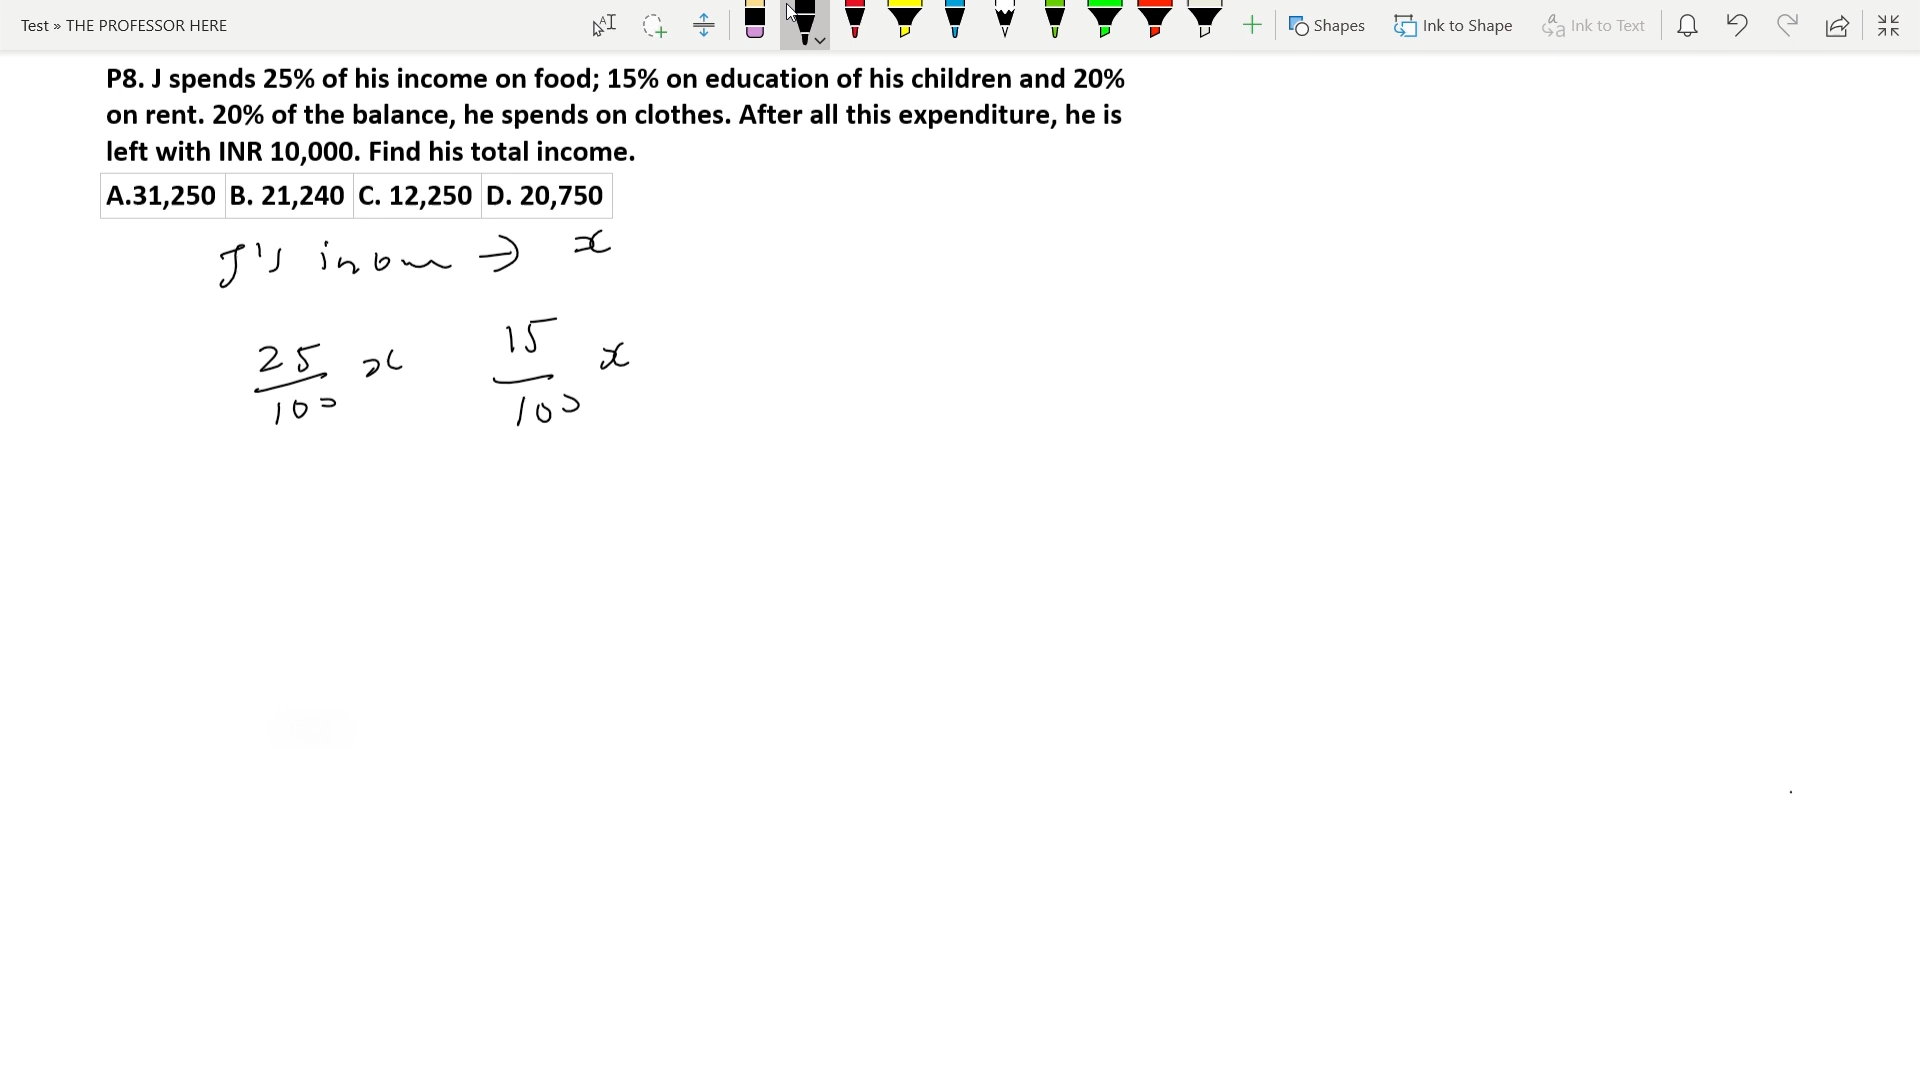 Test » THE PROFESSOR HERE
Shapes
Ink to Shape
Ink to Text
P8. J spends 25% of his income on food; 15% on education of his children and 20%
on rent. 20% of the balance, he spends on clothes. After all this expenditure, he is
left with INR 10,000. Find his total income.
A.31,250 B. 21,240 C. 12,250 D. 20,750
J's → x
25/100 x 15/100 x